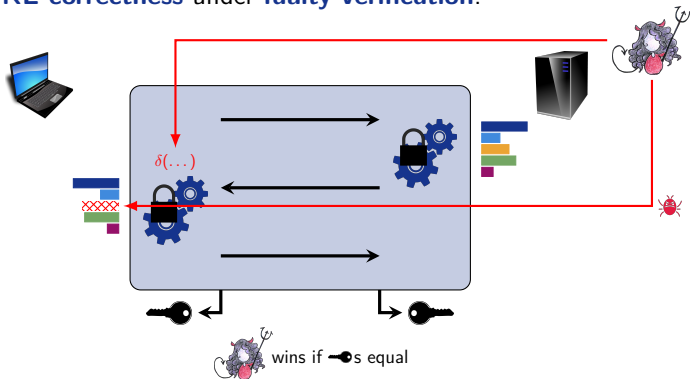 KE correctness under faulty verification.
δ(...)
wins if s equal